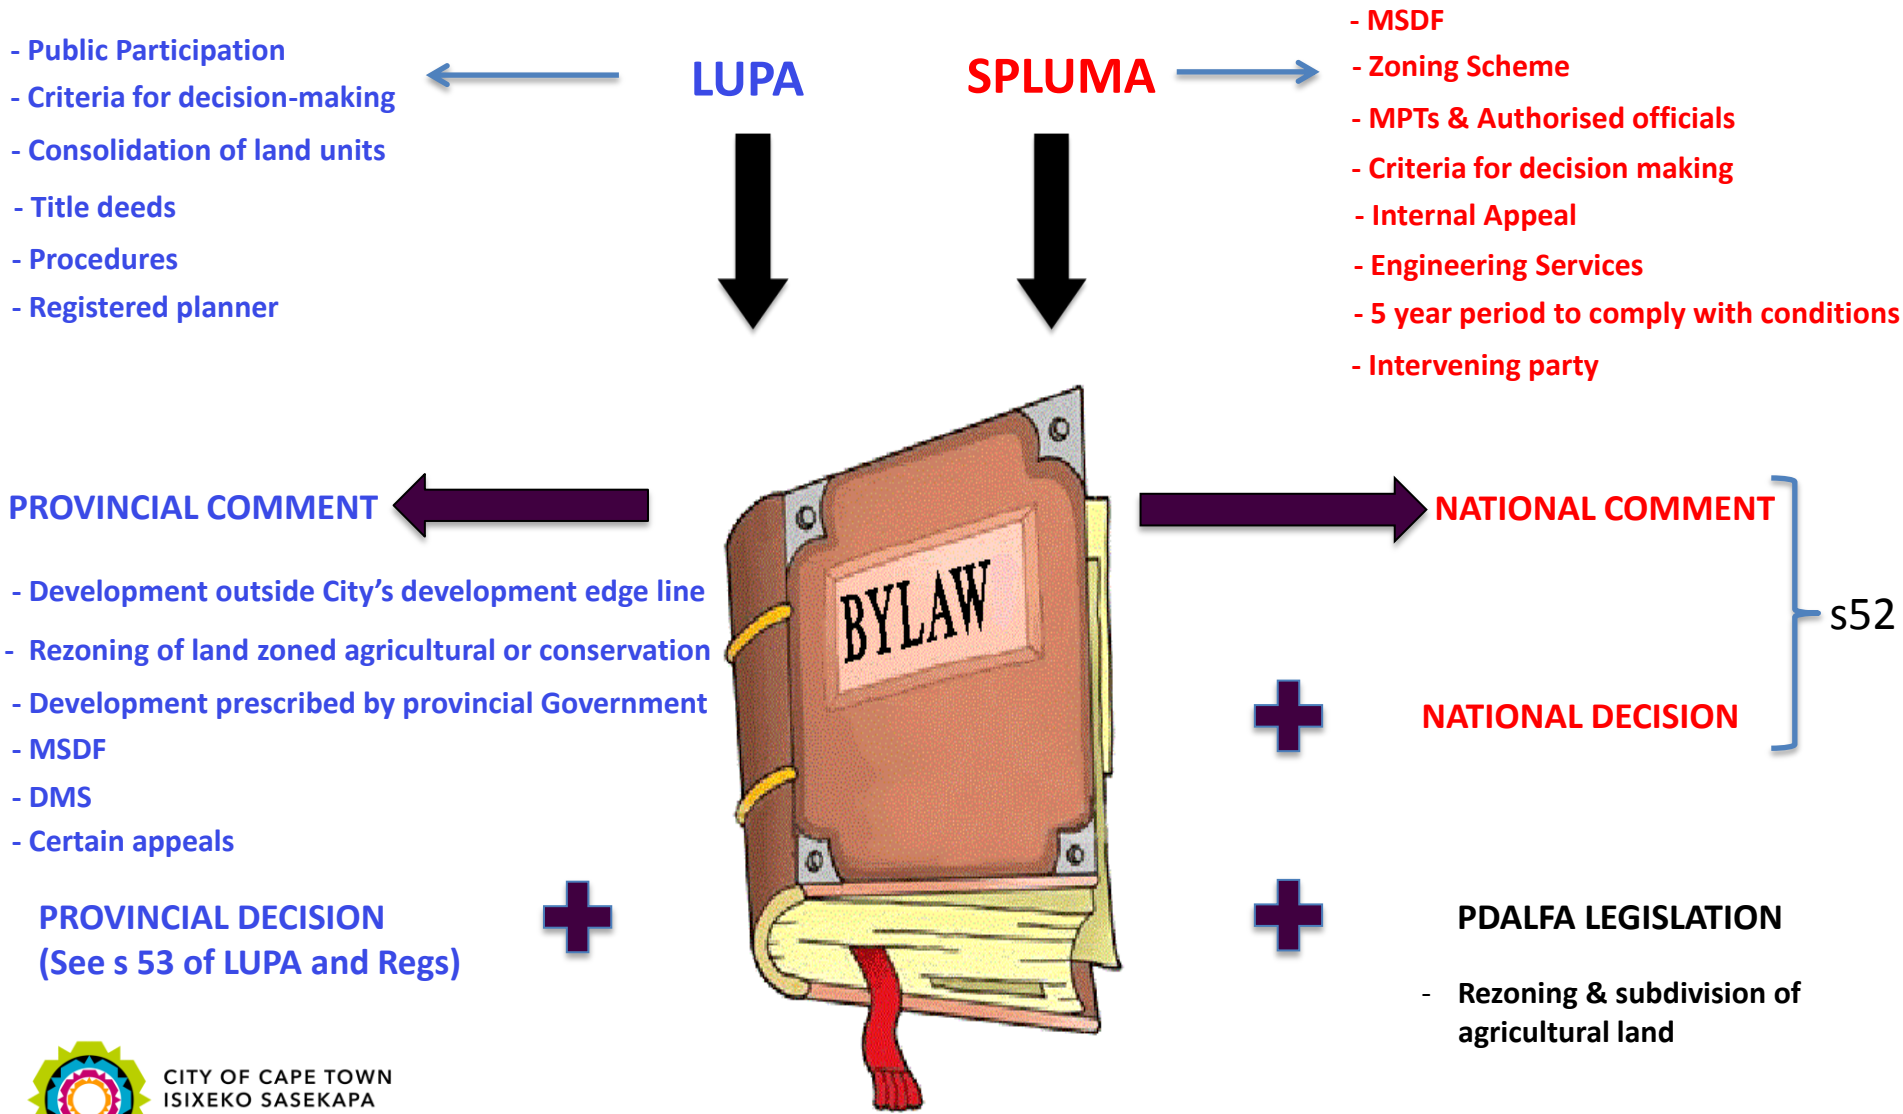 LUPA
- Public Participation
- Criteria for decision-making
- Consolidation of land units
- Title deeds
- Procedures
- Registered planner
SPLUMA
- MSDF
- Zoning Scheme
- MPTs & Authorised officials
- Criteria for decision making
- Internal Appeal
- Engineering Services
- 5 year period to comply with conditions
- Intervening party
BYLAW
PROVINCIAL COMMENT
- Development outside City’s development edge line
- Rezoning of land zoned agricultural or conservation
- Development prescribed by provincial Government
- MSDF
- DMS
- Certain appeals
PROVINCIAL DECISION
(See s 53 of LUPA and Regs)
NATIONAL COMMENT
s52
NATIONAL DECISION
PDALFA LEGISLATION
- Rezoning & subdivision of
agricultural land
CITY OF CAPE TOWN
ISIXEKO SASEKAPA